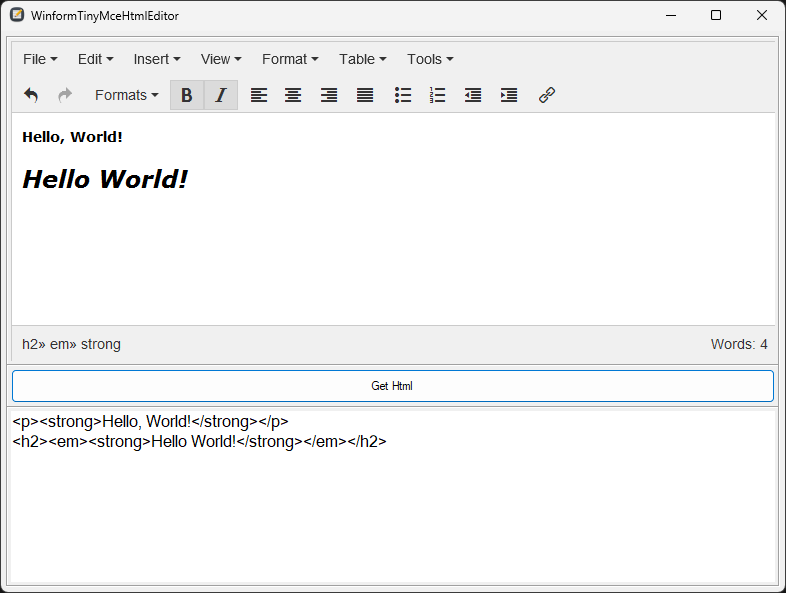 WinformTinyMceHtmlEditor
File Edit Insert View Format Table Tools
Formats B I
Hello, World!
Hello World!
h2» em» strong Words: 4
Get Html
<p><strong>Hello, World!</strong></p>
<h2><em><strong>Hello World!</strong></em></h2>